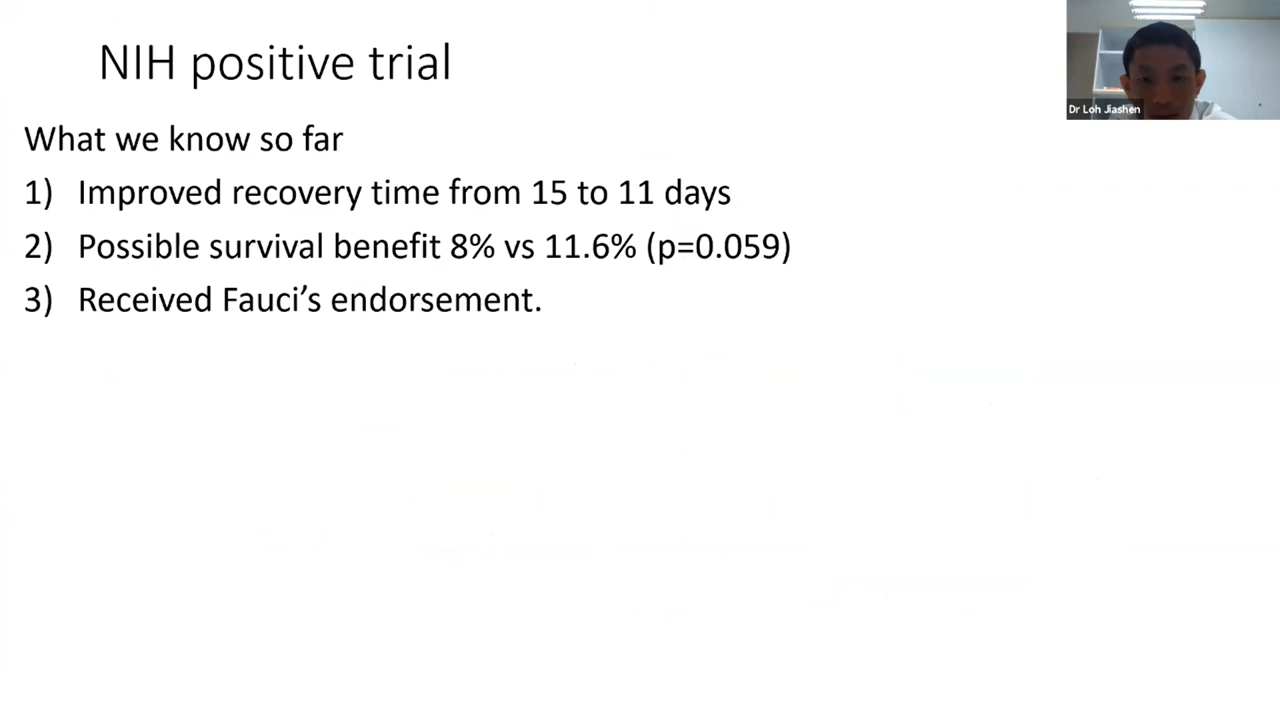 NIH positive trial
Dr Loh Jiashen
What we know so far
1) Improved recovery time from 15 to 11 days
2) Possible survival benefit 8% vs 11.6% (p=0.059)
3) Received Fauci’s endorsement.